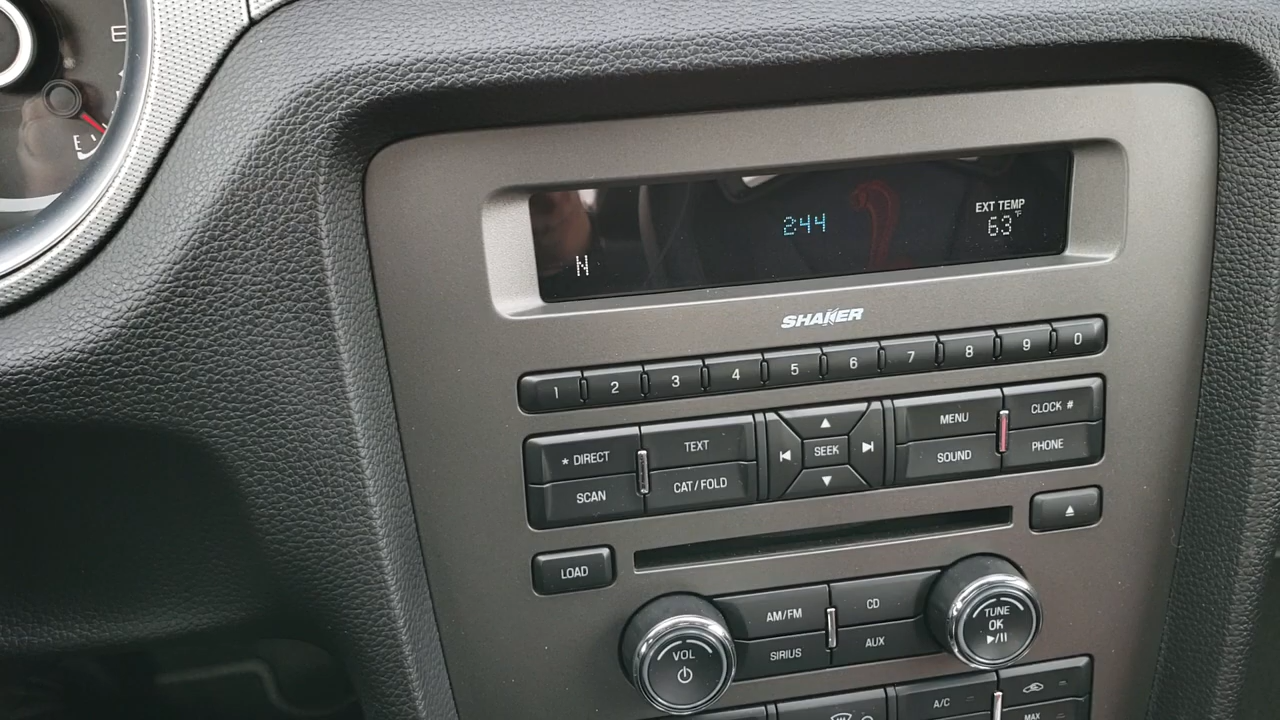 E
2:44
EXT TEMP
63°F
N
SHAKER
1 2 3 4 5 6 7 8 9 0
* DIRECT
TEXT
SEEK
MENU
CLOCK #
SCAN
CAT/FOLD
SOUND
PHONE
LOAD
AM/FM
CD
SIRIUS
AUX
VOL
TUNE
OK
A/C
MAX